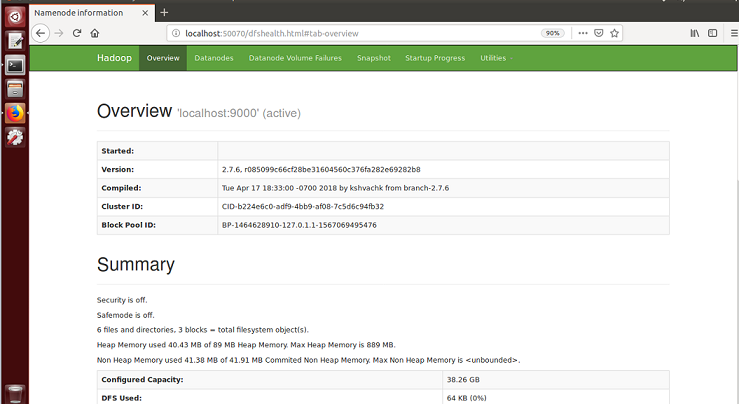 Namenode information
localhost:50070/dfshealth.html#tab-overview
90%
Hadoop Overview Datanodes Datanode Volume Failures Snapshot Startup Progress Utilities
Overview 'localhost:9000' (active)
Started:
Version: 2.7.6, r085099c66cf28be31604560c376fa282e69282b8
Compiled: Tue Apr 17 18:33:00 -0700 2018 by kshvachk from branch-2.7.6
Cluster ID: CID-b224e6c0-adf9-4bb9-af08-7c5d6c94fb32
Block Pool ID: BP-1464628910-127.0.1.1-1567069495476
Summary
Security is off.
Safemode is off.
6 files and directories, 3 blocks = total filesystem object(s).
Heap Memory used 40.43 MB of 89 MB Heap Memory. Max Heap Memory is 889 MB.
Non Heap Memory used 41.38 MB of 41.91 MB Commited Non Heap Memory. Max Non Heap Memory is <unbounded>.
Configured Capacity: 38.26 GB
DFS Used: 64 KB (0%)